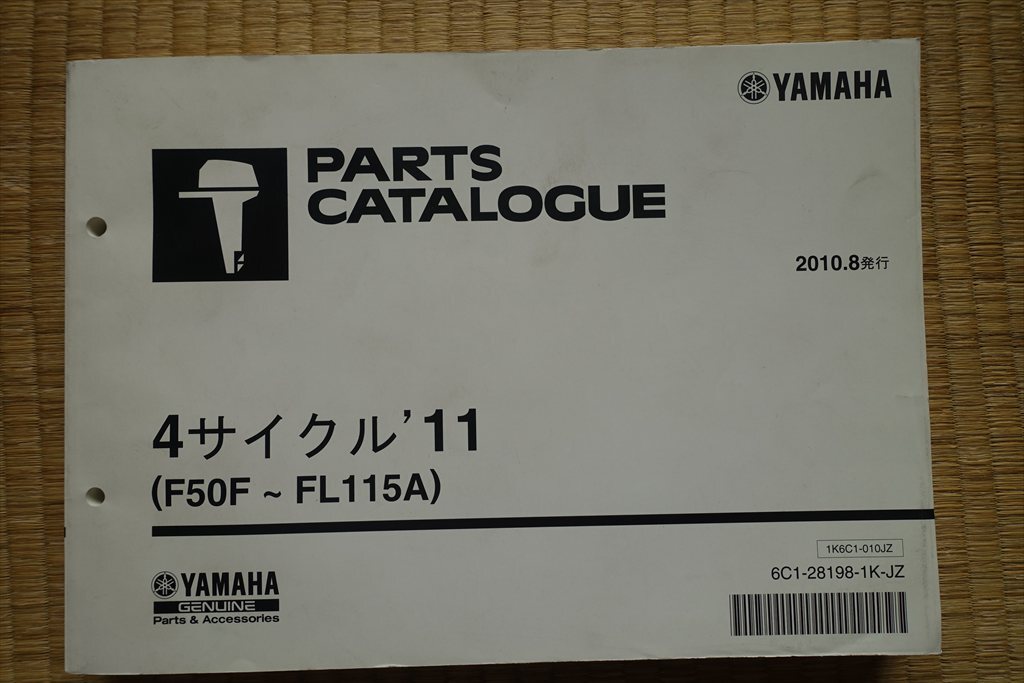 YAMAHA
PARTS
CATALOGUE
2010.8発行
4サイクル'11
(F50F ~ FL115A)
1K6C1-010JZ
6C1-28198-1K-JZ
YAMAHA
GENUINE
Parts & Accessories